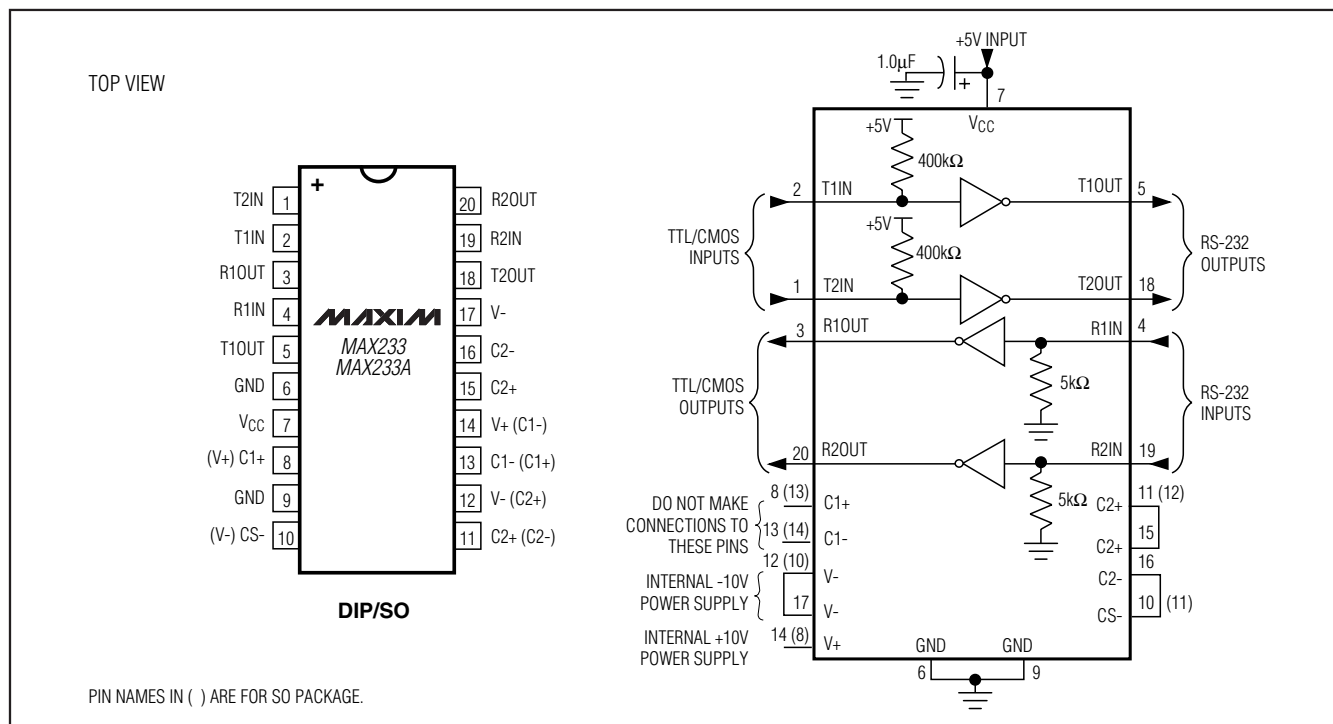 TOP VIEW
+
T2IN 1
T1IN 2
R1OUT 3
R1IN 4
T1OUT 5
GND 6
VCC 7
(V+) C1+ 8
GND 9
(V-) CS- 10
20 R2OUT
19 R2IN
18 T2OUT
17 V-
16 C2-
15 C2+
14 V+ (C1-)
13 C1- (C1+)
12 V- (C2+)
11 C2+ (C2-)
MAXIM
MAX233
MAX233A
DIP/SO
PIN NAMES IN ( ) ARE FOR SO PACKAGE.
+5V INPUT
1.0µF
+
7
VCC
+5V
400kΩ
2 T1IN
T1OUT 5
+5V
400kΩ
TTL/CMOS
INPUTS
RS-232
OUTPUTS
1 T2IN
T2OUT 18
3 R1OUT
R1IN 4
5kΩ
TTL/CMOS
OUTPUTS
RS-232
INPUTS
20 R2OUT
R2IN 19
5kΩ
DO NOT MAKE
CONNECTIONS TO
THESE PINS
8 (13) C1+
13 (14) C1-
INTERNAL -10V
POWER SUPPLY
12 (10) V-
17 V-
INTERNAL +10V
POWER SUPPLY
14 (8) V+
C2+ 11 (12)
C2+ 15
C2- 16
CS- 10 (11)
GND GND
6 9